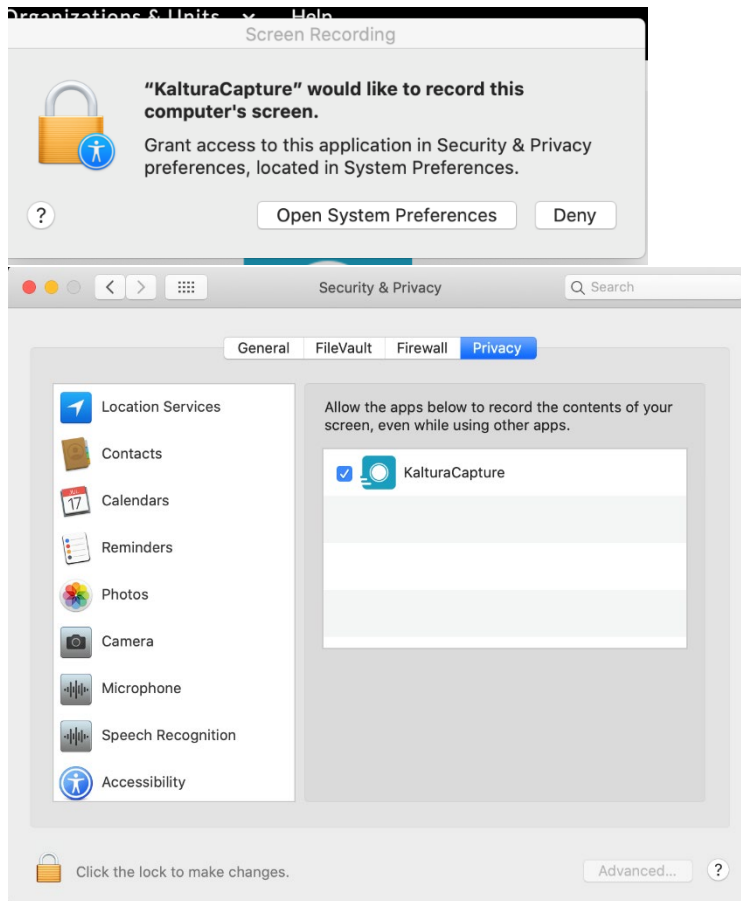 Organizations & Units Help
Screen Recording
“KalturaCapture” would like to record this
computer's screen.
Grant access to this application in Security & Privacy
preferences, located in System Preferences.
?
Open System Preferences
Deny
Security & Privacy
Search
General
FileVault
Firewall
Privacy
Location Services
Contacts
17
Calendars
Reminders
Photos
Camera
Microphone
Speech Recognition
Accessibility
Allow the apps below to record the contents of your
screen, even while using other apps.
KalturaCapture
Click the lock to make changes.
Advanced...
?